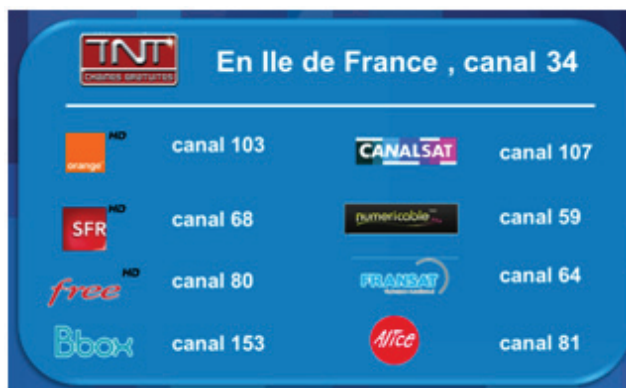 TNT En Ile de France , canal 34
CHAINES GRATUITES
orange HD canal 103 CANALSAT canal 107
SFR HD canal 68 numericable canal 59
free HD canal 80 FRANSAT canal 64
Bbox canal 153 Alice canal 81